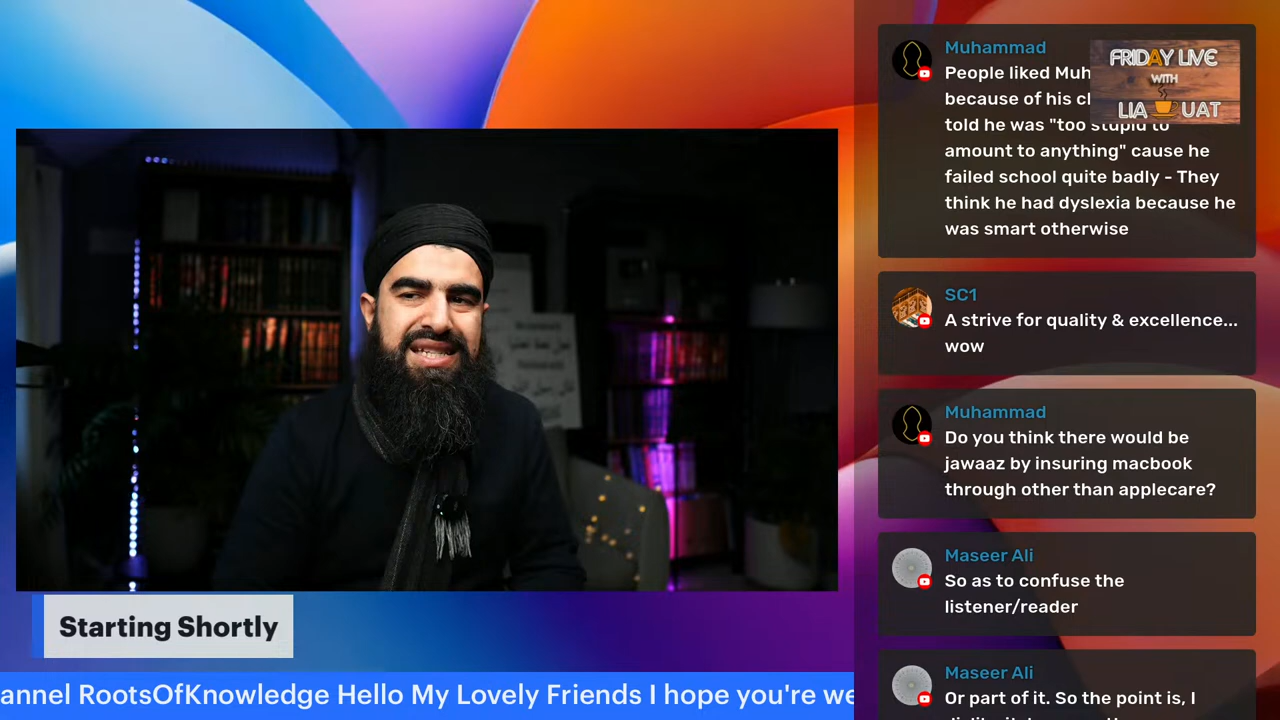 Muhammad
People liked Muh
because of his cl
told he was "too stupid to
amount to anything" cause he
failed school quite badly - They
think he had dyslexia because he
was smart otherwise
FRIDAY LIVE
WITH
LIA UAT
SC1
A strive for quality & excellence...
wow
Muhammad
Do you think there would be
jawaaz by insuring macbook
through other than applecare?
Maseer Ali
So as to confuse the
listener/reader
Maseer Ali
Or part of it. So the point is, I
Starting Shortly
annel RootsOfKnowledge Hello My Lovely Friends I hope you're we